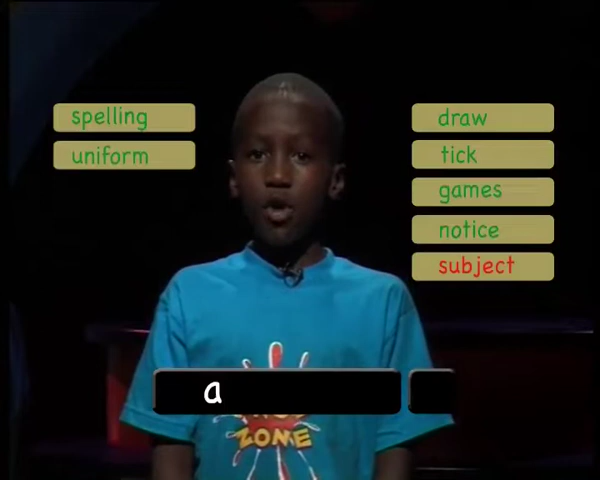 spelling
uniform
draw
tick
games
notice
subject
a
ZONE